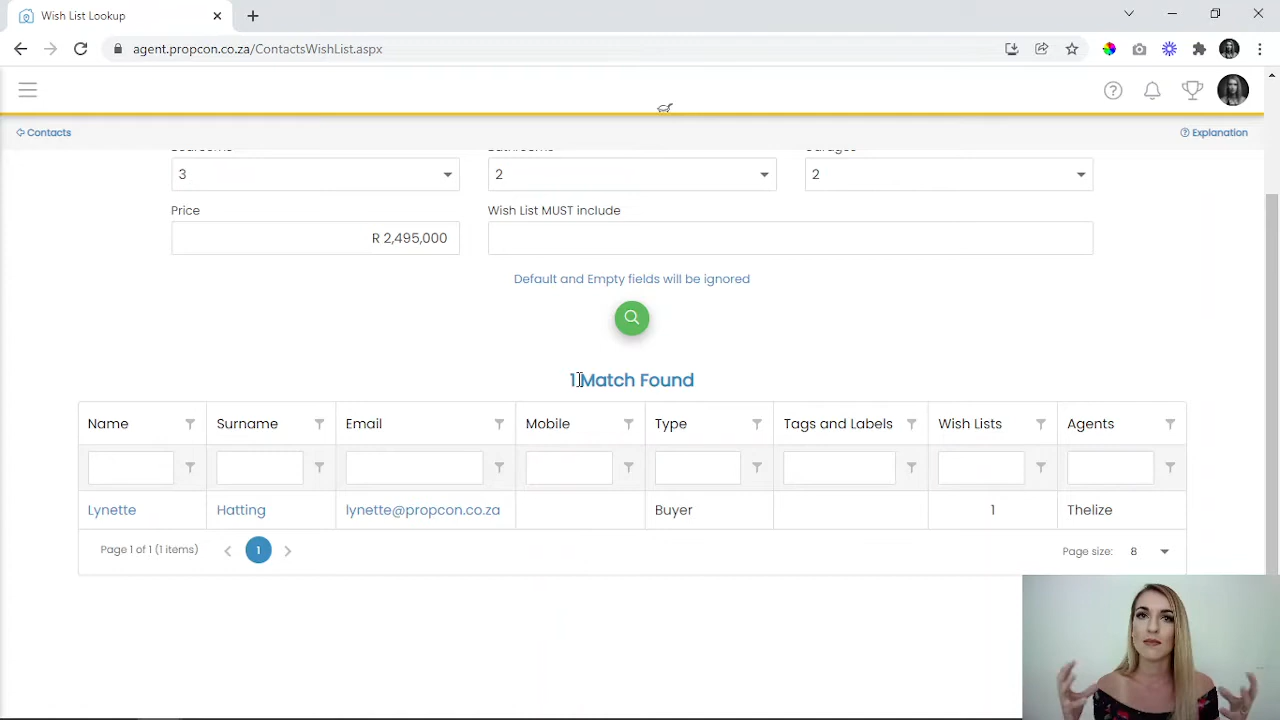 Wish List Lookup
agent.propcon.co.za/ContactsWishList.aspx
Contacts
Explanation
3 2 2
Price Wish List MUST include
R 2,495,000
Default and Empty fields will be ignored
1 Match Found
Name Surname Email Mobile Type Tags and Labels Wish Lists Agents
Lynette Hatting lynette@propcon.co.za Buyer 1 Thelize
Page 1 of 1 (1 items) 1 Page size: 8